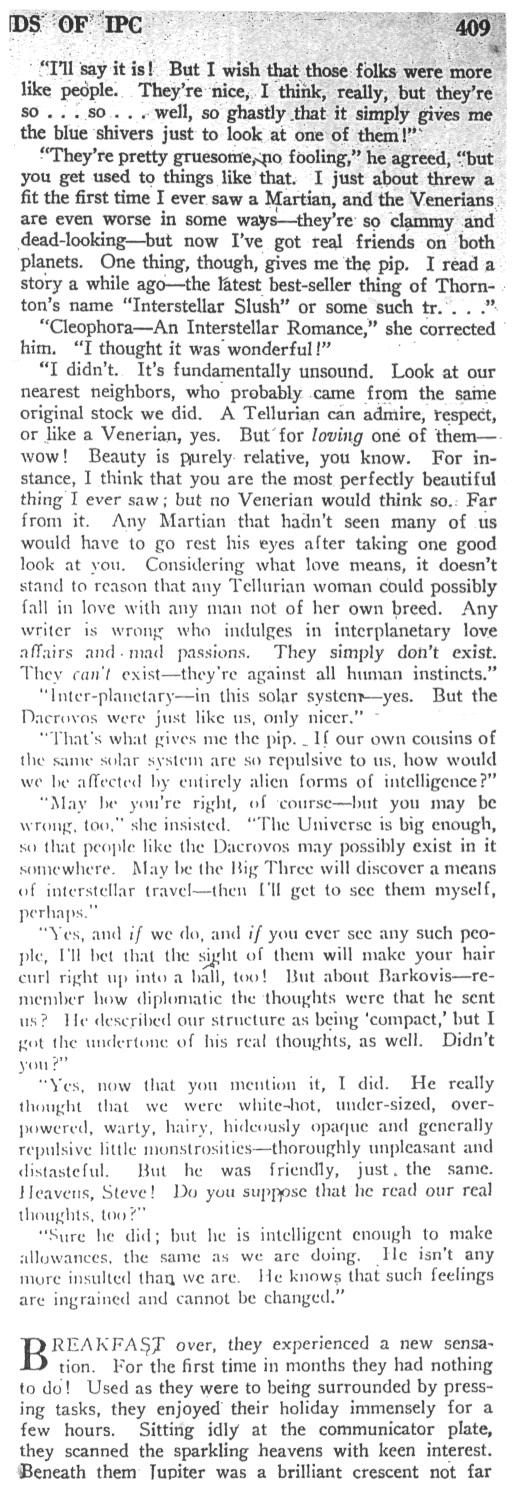 DS OF IPC 409
"I'll say it is! But I wish that those folks were more
like people. They're nice, I think, really, but they're
so . . . so . . . well, so ghastly that it simply gives me
the blue shivers just to look at one of them!"
"They're pretty gruesome, no fooling," he agreed, "but
you get used to things like that. I just about threw a
fit the first time I ever saw a Martian, and the Venerians
are even worse in some ways—they're so clammy and
dead-looking—but now I've got real friends on both
planets. One thing, though, gives me the pip. I read a
story a while ago—the latest best-seller thing of Thorn-
ton's name "Interstellar Slush" or some such tr. . . ."
"Cleophora—An Interstellar Romance," she corrected
him. "I thought it was wonderful!"
"I didn't. It's fundamentally unsound. Look at our
nearest neighbors, who probably came from the same
original stock we did. A Tellurian can admire, respect,
or like a Venerian, yes. But for loving one of them—
wow! Beauty is purely relative, you know. For in-
stance, I think that you are the most perfectly beautiful
thing I ever saw; but no Venerian would think so. Far
from it. Any Martian that hadn't seen many of us
would have to go rest his eyes after taking one good
look at you. Considering what love means, it doesn't
stand to reason that any Tellurian woman could possibly
fall in love with any man not of her own breed. Any
writer is wrong who indulges in interplanetary love
affairs and mad passions. They simply don't exist.
They can't exist—they're against all human instincts."
"Inter-planetary—in this solar system—yes. But the
Dacrovos were just like us, only nicer."
"That's what gives me the pip. If our own cousins of
the same solar system are so repulsive to us, how would
we be affected by entirely alien forms of intelligence?"
"May be you're right, of course—but you may be
wrong, too," she insisted. "The Universe is big enough,
so that people like the Dacrovos may possibly exist in it
somewhere. May be the Big Three will discover a means
of interstellar travel—then I'll get to see them myself,
perhaps."
"Yes, and if we do, and if you ever see any such peo-
ple, I'll bet that the sight of them will make your hair
curl right up into a ball, too! But about Barkovis—re-
member how diplomatic the thoughts were that he sent
us? He described our structure as being 'compact,' but I
got the undertone of his real thoughts, as well. Didn't
you?"
"Yes, now that you mention it, I did. He really
thought that we were white-hot, under-sized, over-
powered, warty, hairy, hideously opaque and generally
repulsive little monstrosities—thoroughly unpleasant and
distasteful. But he was friendly, just the same.
Heavens, Steve! Do you suppose that he read our real
thoughts, too?"
"Sure he did; but he is intelligent enough to make
allowances, the same as we are doing. He isn't any
more insulted than we are. He knows that such feelings
are ingrained and cannot be changed."
BREAKFAST over, they experienced a new sensa-
tion. For the first time in months they had nothing
to do! Used as they were to being surrounded by press-
ing tasks, they enjoyed their holiday immensely for a
few hours. Sitting idly at the communicator plate,
they scanned the sparkling heavens with keen interest.
Beneath them Jupiter was a brilliant crescent not far